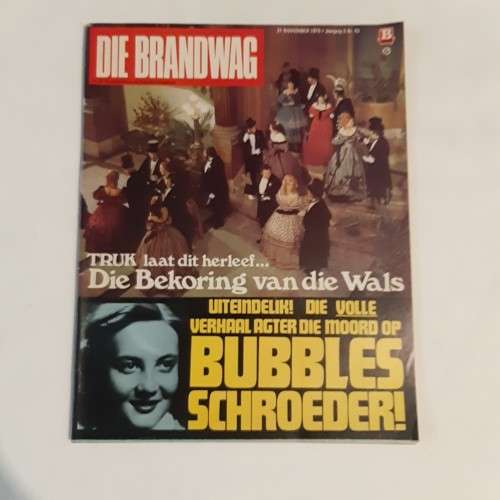 DIE BRANDWAG
B
TRUK laat dit herleef...
Die Bekoring van die Wals
UITEINDELIK! DIE VOLLE
VERHAAL AGTER DIE MOORD OP
BUBBLES
SCHROEDER!